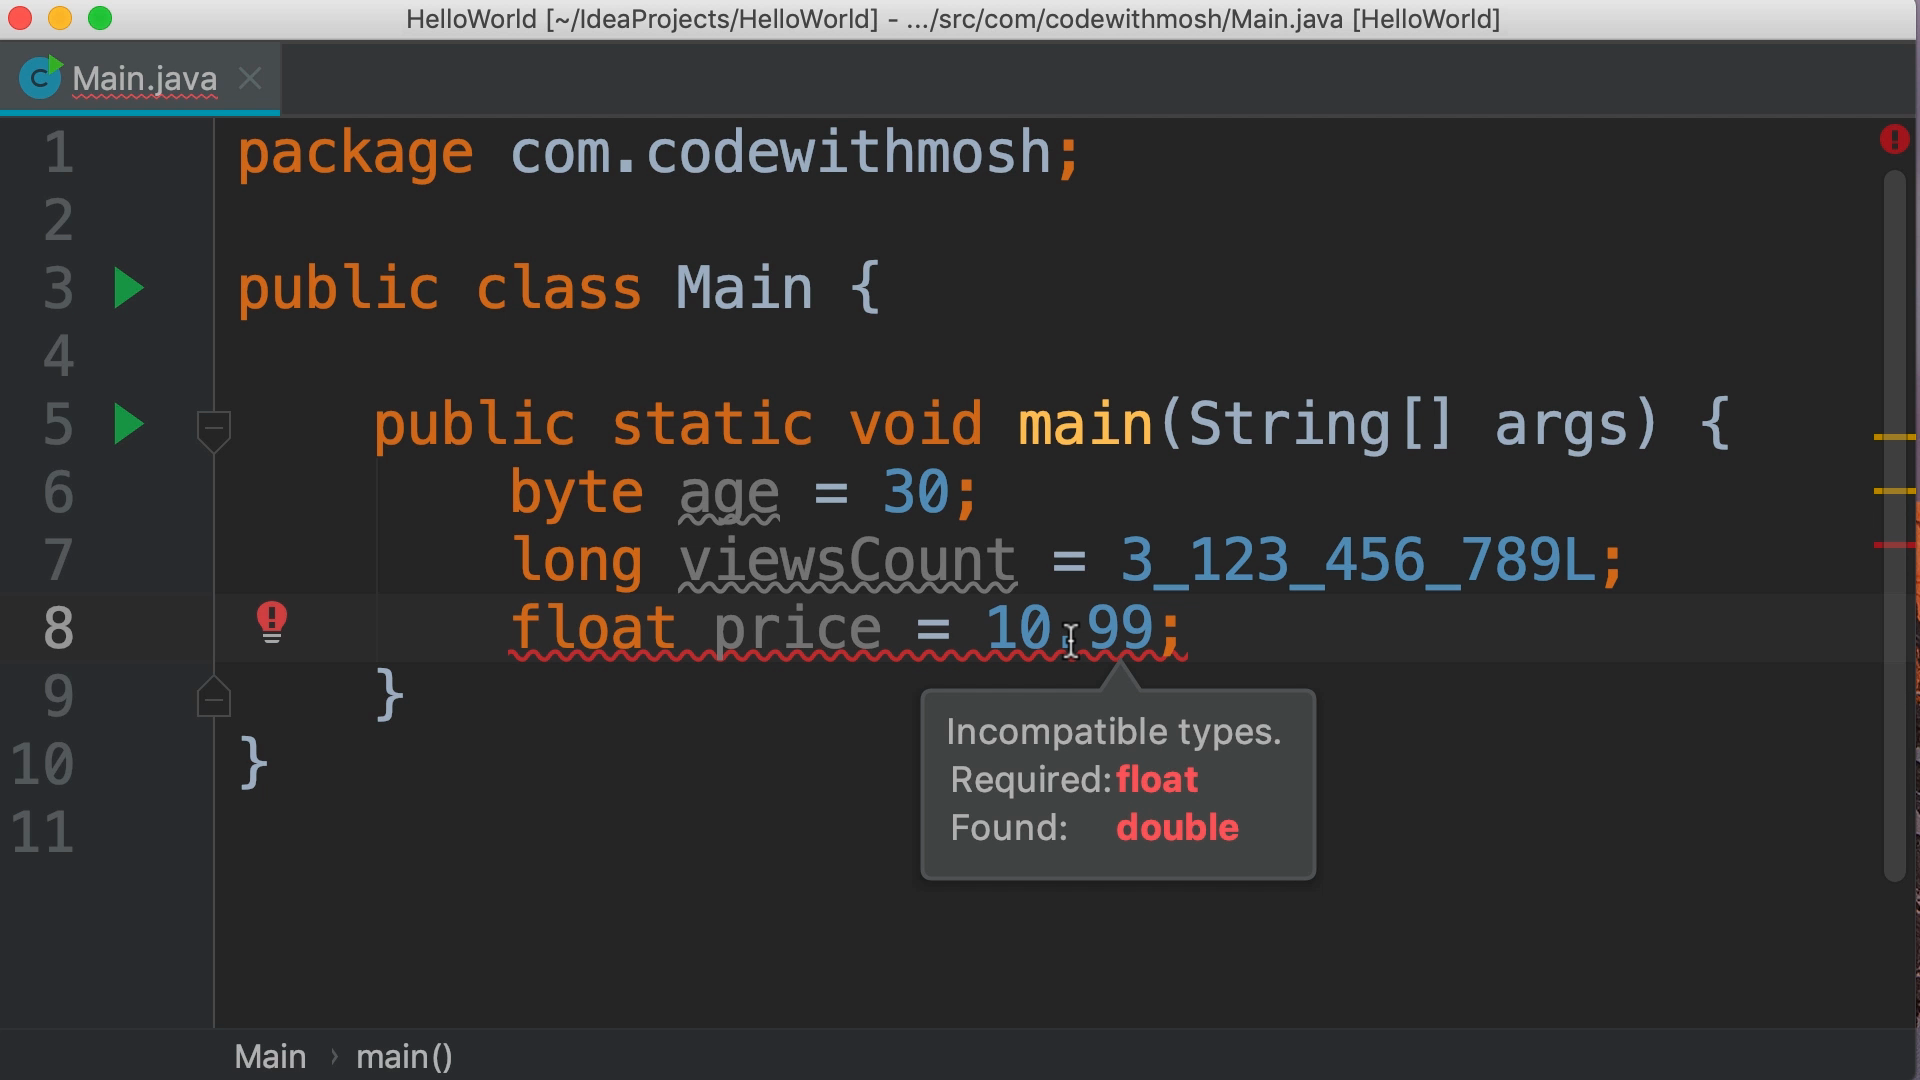 HelloWorld [~/IdeaProjects/HelloWorld] - .../src/com/codewithmosh/Main.java [HelloWorld]
C Main.java
1 package com.codewithmosh;
2
3 public class Main {
4
5 public static void main(String[] args) {
6 byte age = 30;
7 long viewsCount = 3_123_456_789L;
8 float price = 10.99;
9 }
10 }
11
Incompatible types.
Required: float
Found: double
Main › main()